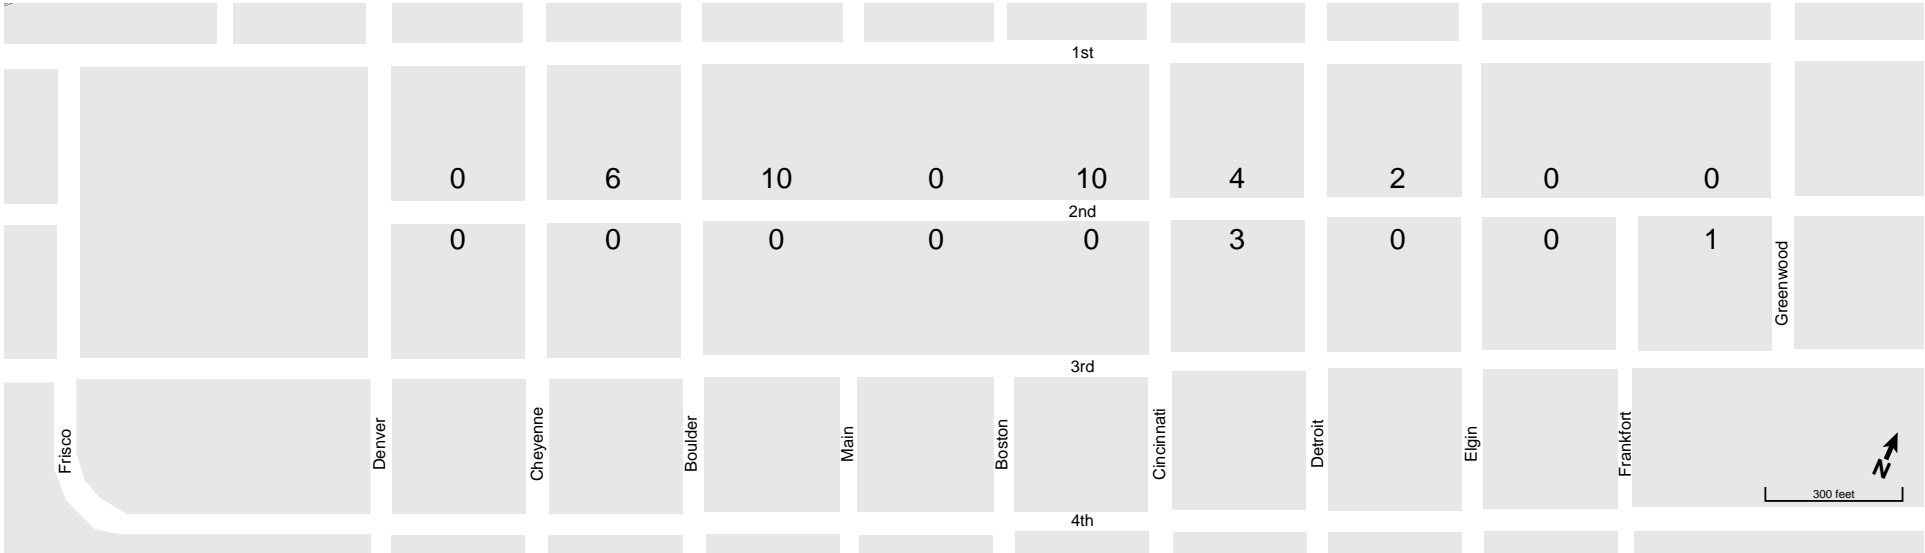 1st
0 6 10 0 10 4 2 0 0
2nd
0 0 0 0 0 3 0 0 1
Greenwood
3rd
Frisco
Denver
Cheyenne
Boulder
Main
Boston
Cincinnati
Detroit
Elgin
Frankfort
N
300 feet
4th